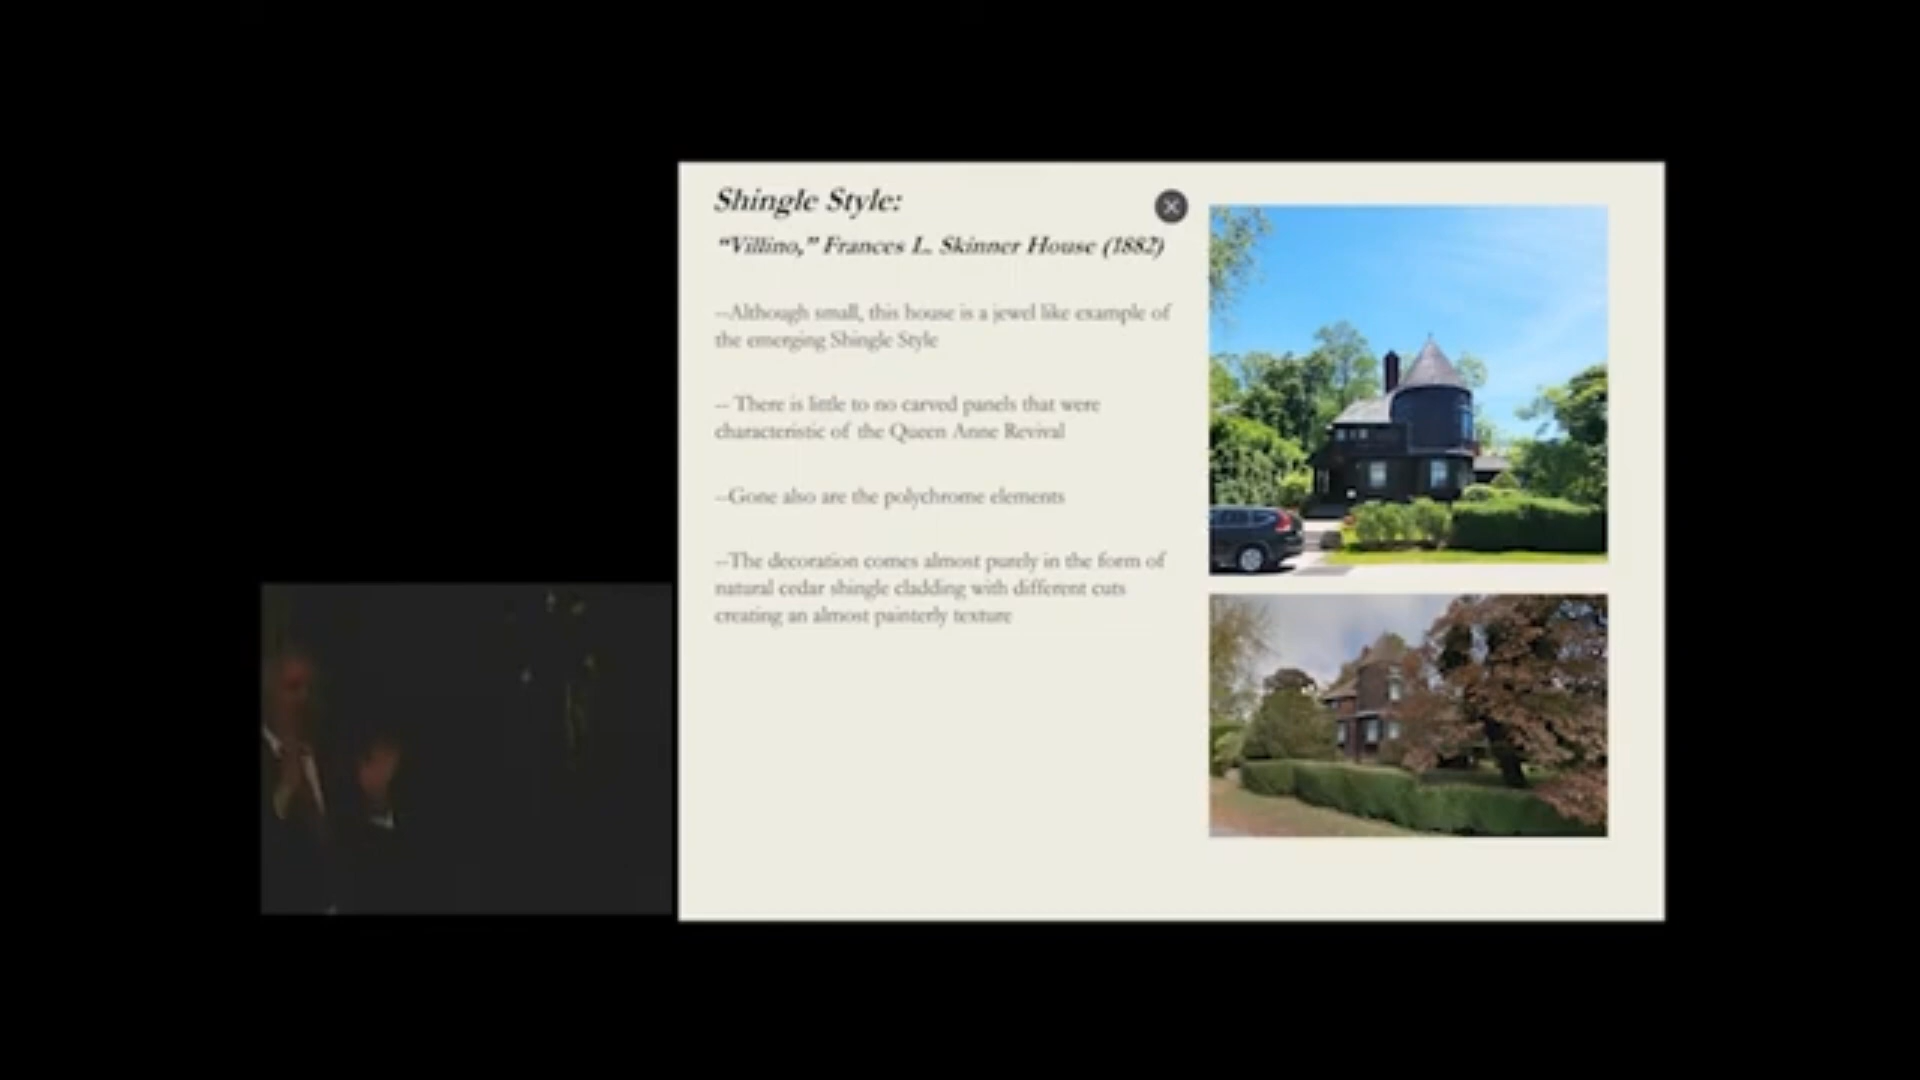 Shingle Style:
“Villino,” Frances L. Skinner House (1882)
--Although small, this house is a jewel like example of
the emerging Shingle Style
-- There is little to no carved panels that were
characteristic of the Queen Anne Revival
--Gone also are the polychrome elements
--The decoration comes almost purely in the form of
natural cedar shingle cladding with different cuts
creating an almost painterly texture